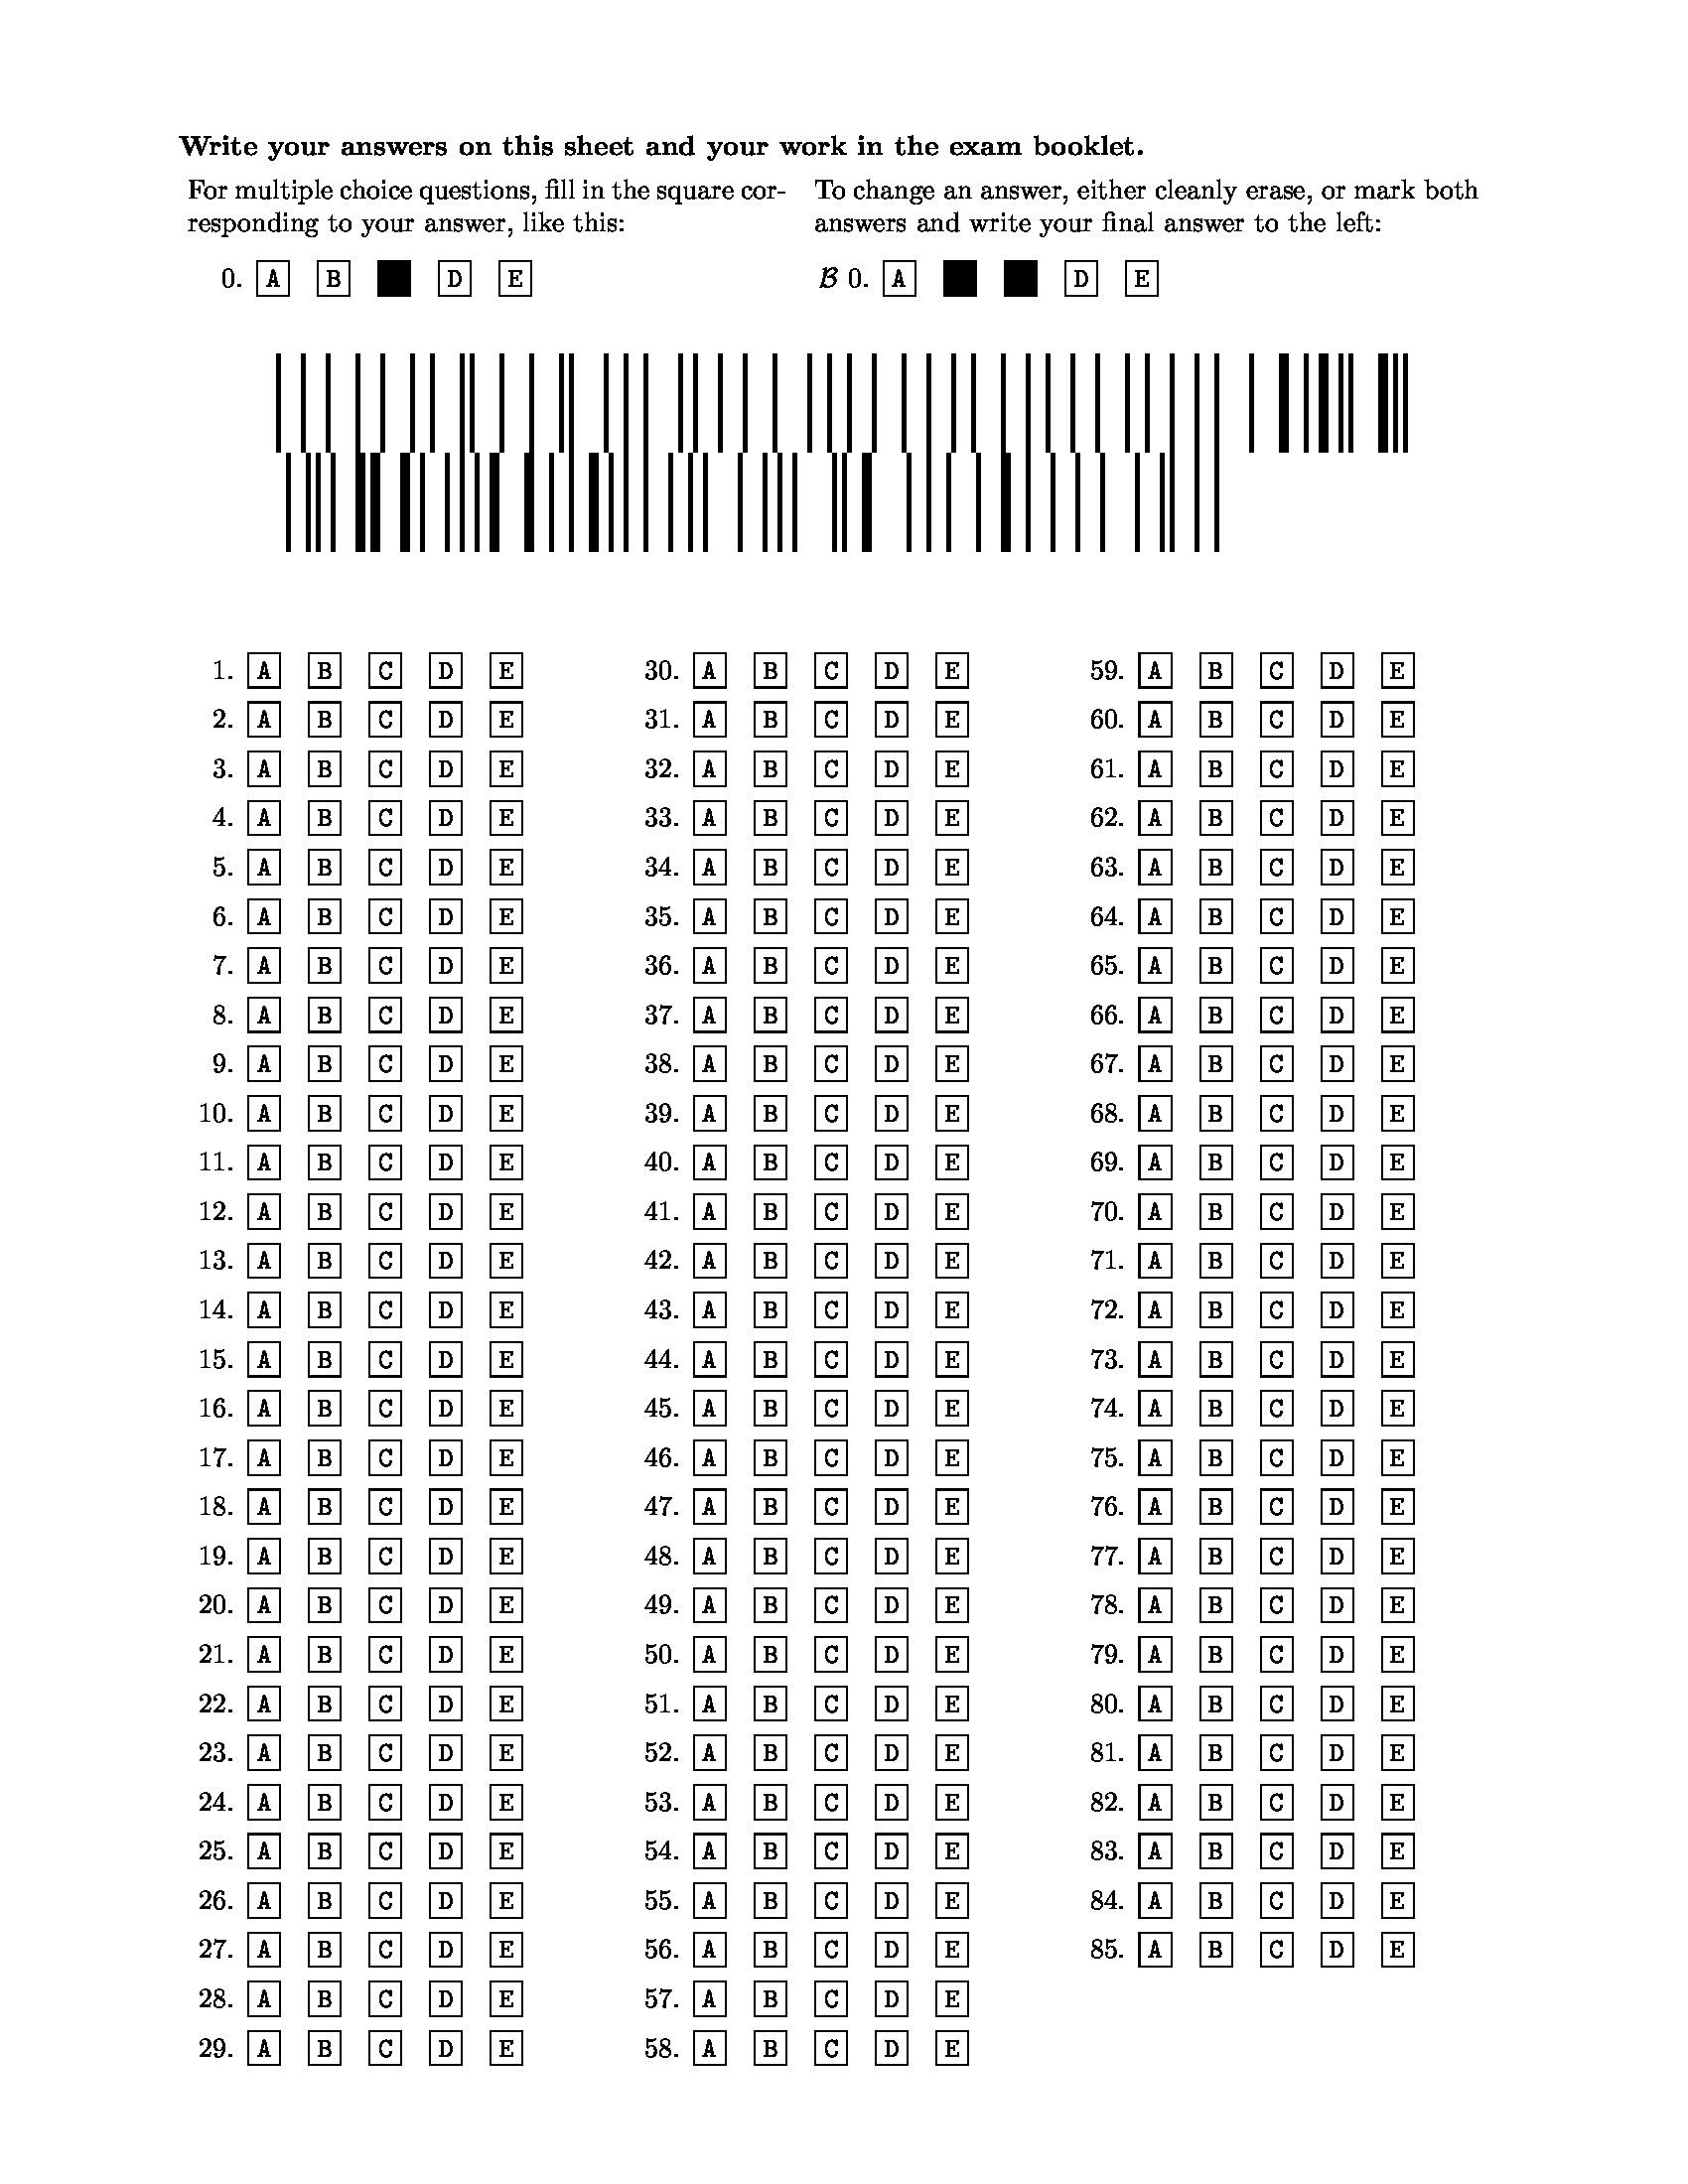 Write your answers on this sheet and your work in the exam booklet.
For multiple choice questions, fill in the square cor-
responding to your answer, like this:
0. A B D E
To change an answer, either cleanly erase, or mark both
answers and write your final answer to the left:
B 0. A D E
1. A B C D E
2. A B C D E
3. A B C D E
4. A B C D E
5. A B C D E
6. A B C D E
7. A B C D E
8. A B C D E
9. A B C D E
10. A B C D E
11. A B C D E
12. A B C D E
13. A B C D E
14. A B C D E
15. A B C D E
16. A B C D E
17. A B C D E
18. A B C D E
19. A B C D E
20. A B C D E
21. A B C D E
22. A B C D E
23. A B C D E
24. A B C D E
25. A B C D E
26. A B C D E
27. A B C D E
28. A B C D E
29. A B C D E
30. A B C D E
31. A B C D E
32. A B C D E
33. A B C D E
34. A B C D E
35. A B C D E
36. A B C D E
37. A B C D E
38. A B C D E
39. A B C D E
40. A B C D E
41. A B C D E
42. A B C D E
43. A B C D E
44. A B C D E
45. A B C D E
46. A B C D E
47. A B C D E
48. A B C D E
49. A B C D E
50. A B C D E
51. A B C D E
52. A B C D E
53. A B C D E
54. A B C D E
55. A B C D E
56. A B C D E
57. A B C D E
58. A B C D E
59. A B C D E
60. A B C D E
61. A B C D E
62. A B C D E
63. A B C D E
64. A B C D E
65. A B C D E
66. A B C D E
67. A B C D E
68. A B C D E
69. A B C D E
70. A B C D E
71. A B C D E
72. A B C D E
73. A B C D E
74. A B C D E
75. A B C D E
76. A B C D E
77. A B C D E
78. A B C D E
79. A B C D E
80. A B C D E
81. A B C D E
82. A B C D E
83. A B C D E
84. A B C D E
85. A B C D E